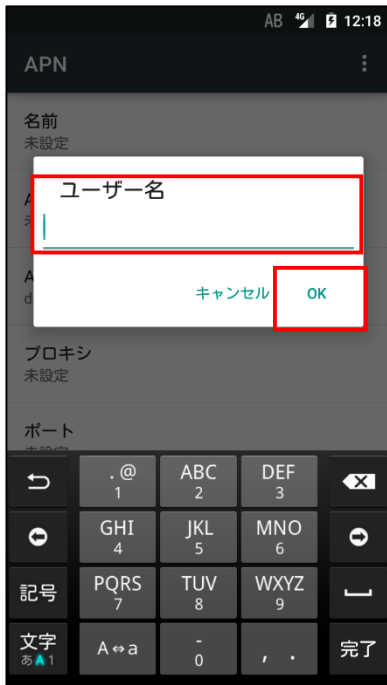 AB 4G 12:18
APN
名前
未設定
A
ユーザー名
A
d
キャンセル OK
プロキシ
未設定
ポート
. @ ABC DEF
1 2 3
GHI JKL MNO
4 5 6
記号 PQRS TUV WXYZ
7 8 9
文字 A⇔a - , . 完了
あA1 0